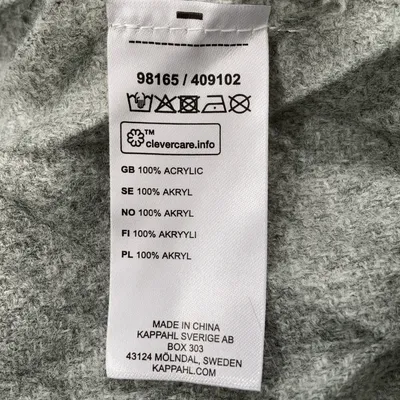 98165 / 409102
TM
clevercare.info
GB 100% ACRYLIC
SE 100% AKRYL
NO 100% AKRYL
FI 100% AKRYYLI
PL 100% AKRYL
MADE IN CHINA
KAPPAHL SVERIGE AB
BOX 303
43124 MÖLNDAL, SWEDEN
KAPPAHL.COM